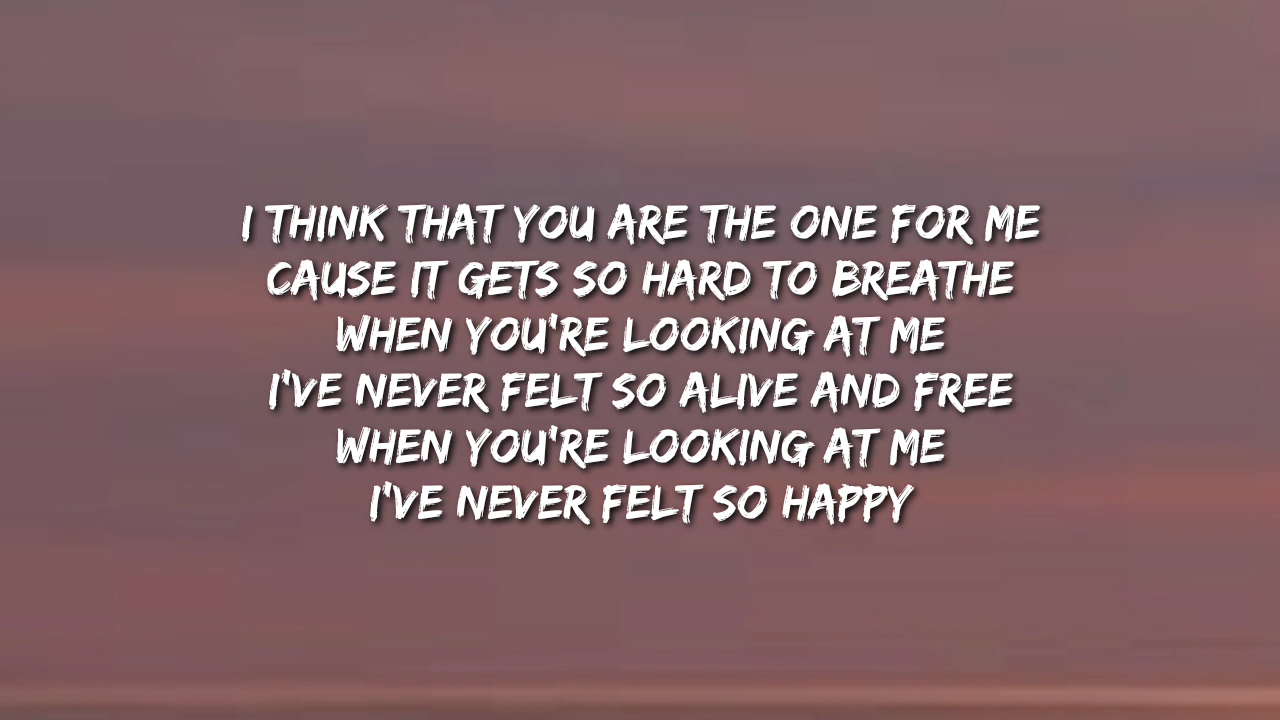 I THINK THAT YOU ARE THE ONE FOR ME
CAUSE IT GETS SO HARD TO BREATHE
WHEN YOU'RE LOOKING AT ME
I'VE NEVER FELT SO ALIVE AND FREE
WHEN YOU'RE LOOKING AT ME
I'VE NEVER FELT SO HAPPY